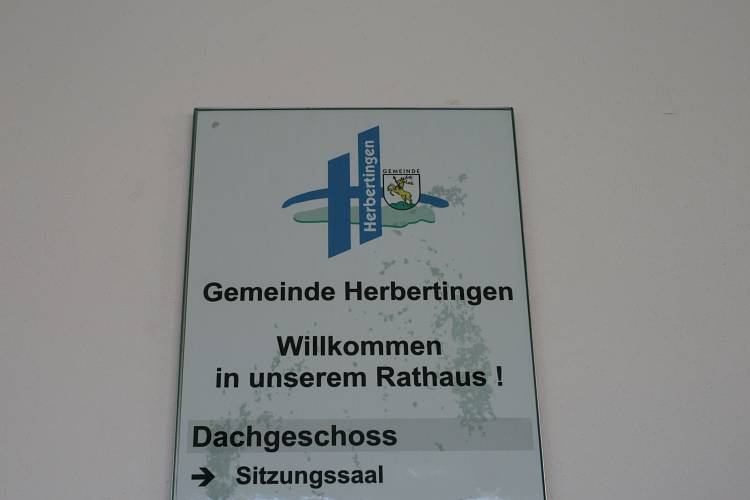 GEMEINDE
Herbertingen
Gemeinde Herbertingen
Willkommen
in unserem Rathaus !
Dachgeschoss
→ Sitzungssaal